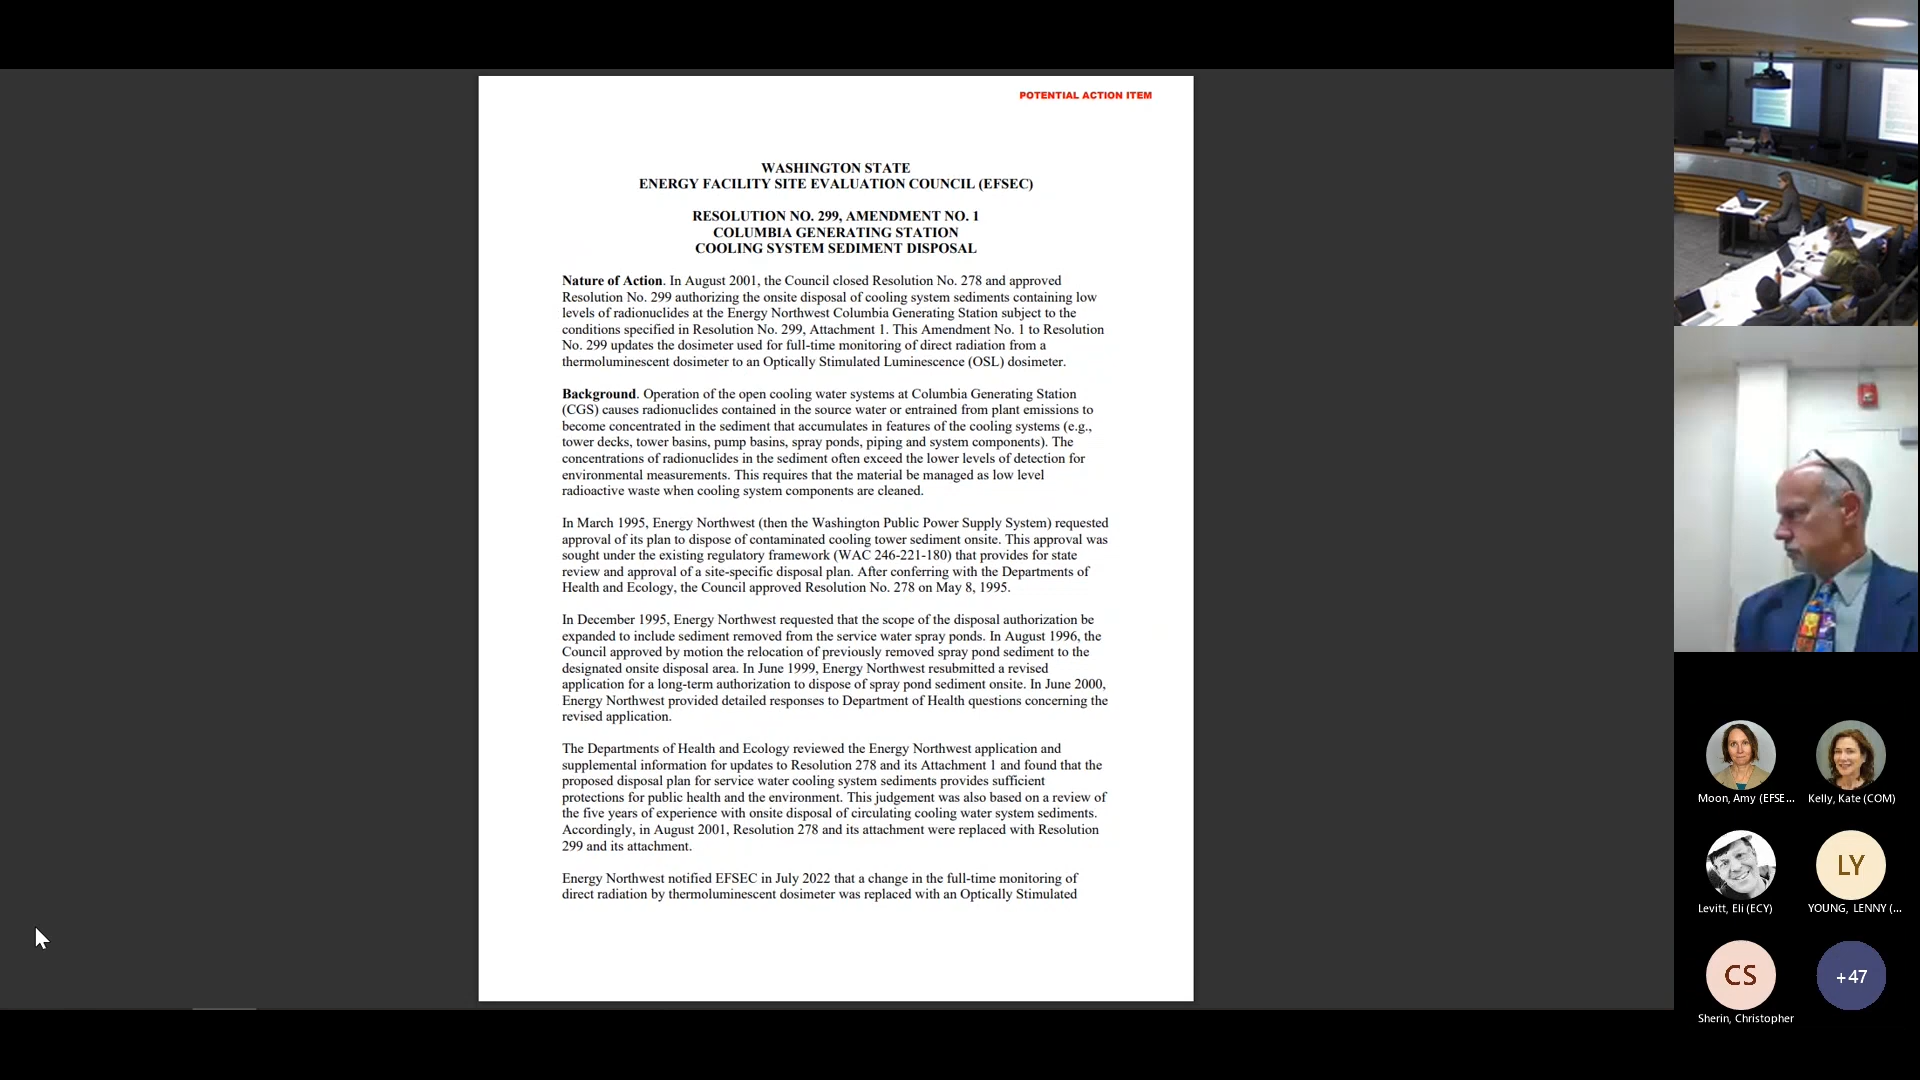 POTENTIAL ACTION ITEM
WASHINGTON STATE
ENERGY FACILITY SITE EVALUATION COUNCIL (EFSEC)
RESOLUTION NO. 299, AMENDMENT NO. 1
COLUMBIA GENERATING STATION
COOLING SYSTEM SEDIMENT DISPOSAL
Nature of Action. In August 2001, the Council closed Resolution No. 278 and approved
Resolution No. 299 authorizing the onsite disposal of cooling system sediments containing low
levels of radionuclides at the Energy Northwest Columbia Generating Station subject to the
conditions specified in Resolution No. 299, Attachment 1. This Amendment No. 1 to Resolution
No. 299 updates the dosimeter used for full-time monitoring of direct radiation from a
thermoluminescent dosimeter to an Optically Stimulated Luminescence (OSL) dosimeter.
Background. Operation of the open cooling water systems at Columbia Generating Station
(CGS) causes radionuclides contained in the source water or entrained from plant emissions to
become concentrated in the sediment that accumulates in features of the cooling systems (e.g.,
tower decks, tower basins, pump basins, spray ponds, piping and system components). The
concentrations of radionuclides in the sediment often exceed the lower levels of detection for
environmental measurements. This requires that the material be managed as low level
radioactive waste when cooling system components are cleaned.
In March 1995, Energy Northwest (then the Washington Public Power Supply System) requested
approval of its plan to dispose of contaminated cooling tower sediment onsite. This approval was
sought under the existing regulatory framework (WAC 246-221-180) that provides for state
review and approval of a site-specific disposal plan. After conferring with the Departments of
Health and Ecology, the Council approved Resolution No. 278 on May 8, 1995.
In December 1995, Energy Northwest requested that the scope of the disposal authorization be
expanded to include sediment removed from the service water spray ponds. In August 1996, the
Council approved by motion the relocation of previously removed spray pond sediment to the
designated onsite disposal area. In June 1999, Energy Northwest resubmitted a revised
application for a long-term authorization to dispose of spray pond sediment onsite. In June 2000,
Energy Northwest provided detailed responses to Department of Health questions concerning the
revised application.
The Departments of Health and Ecology reviewed the Energy Northwest application and
supplemental information for updates to Resolution 278 and its Attachment 1 and found that the
proposed disposal plan for service water cooling system sediments provides sufficient
protections for public health and the environment. This judgement was also based on a review of
the five years of experience with onsite disposal of circulating cooling water system sediments.
Accordingly, in August 2001, Resolution 278 and its attachment were replaced with Resolution
299 and its attachment.
Energy Northwest notified EFSEC in July 2022 that a change in the full-time monitoring of
direct radiation by thermoluminescent dosimeter was replaced with an Optically Stimulated
Moon, Amy (EFSE...
Kelly, Kate (COM)
LY
Levitt, Eli (ECY)
YOUNG, LENNY (...
CS
+47
Sherin, Christopher